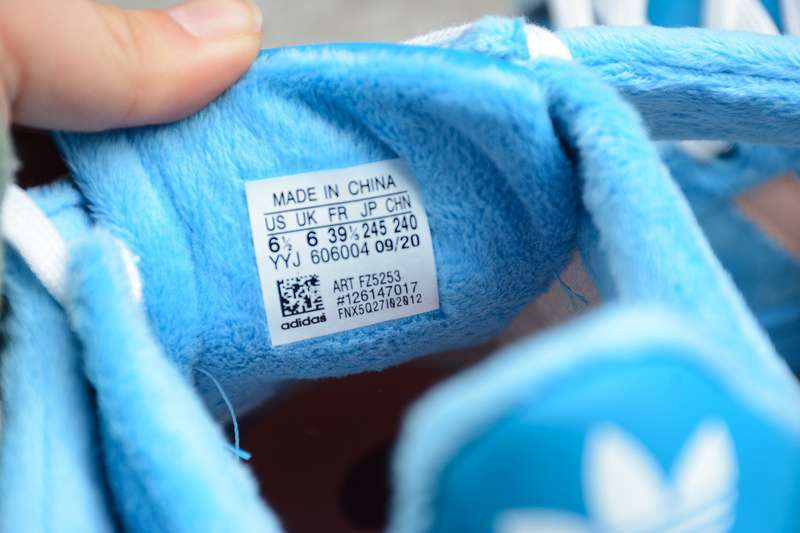 MADE IN CHINA
US UK FR JP CHN
6½ 6 39⅓ 245 240
YYJ 606004 09/20
ART FZ5253
#126147017
FNX5Q27I02012
adidas